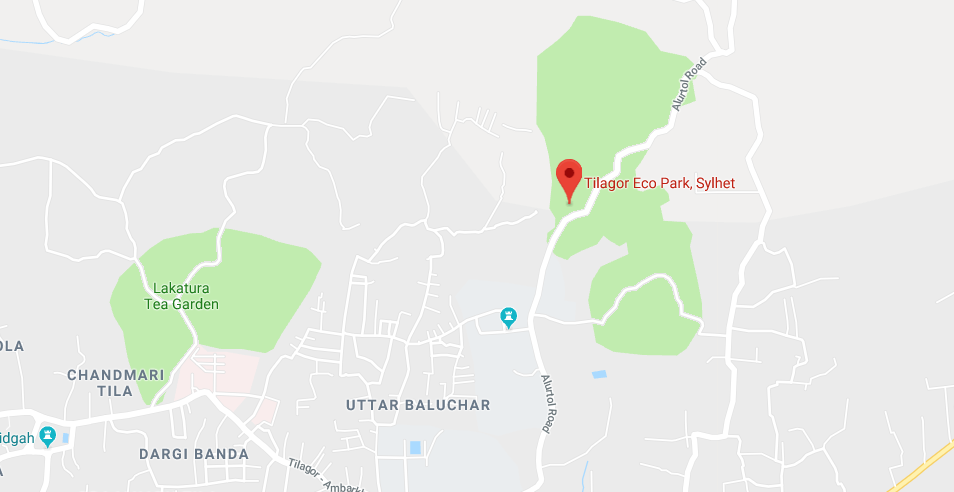 Alurtol Road
Tilagor Eco Park, Sylhet
Lakatura
Tea Garden
OLA
CHANDMARI
TILA
UTTAR BALUCHAR
Alurtol Road
idgah
DARGI BANDA
A
Tilagor - Ambark